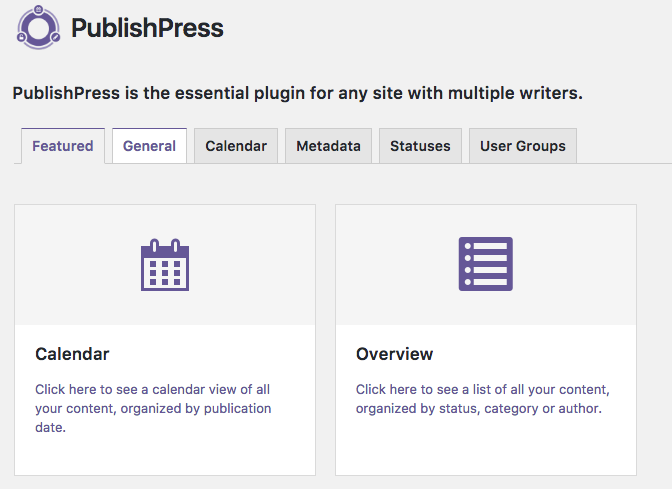 PublishPress
PublishPress is the essential plugin for any site with multiple writers.
Featured General Calendar Metadata Statuses User Groups
Calendar
Click here to see a calendar view of all
your content, organized by publication
date.
Overview
Click here to see a list of all your content,
organized by status, category or author.